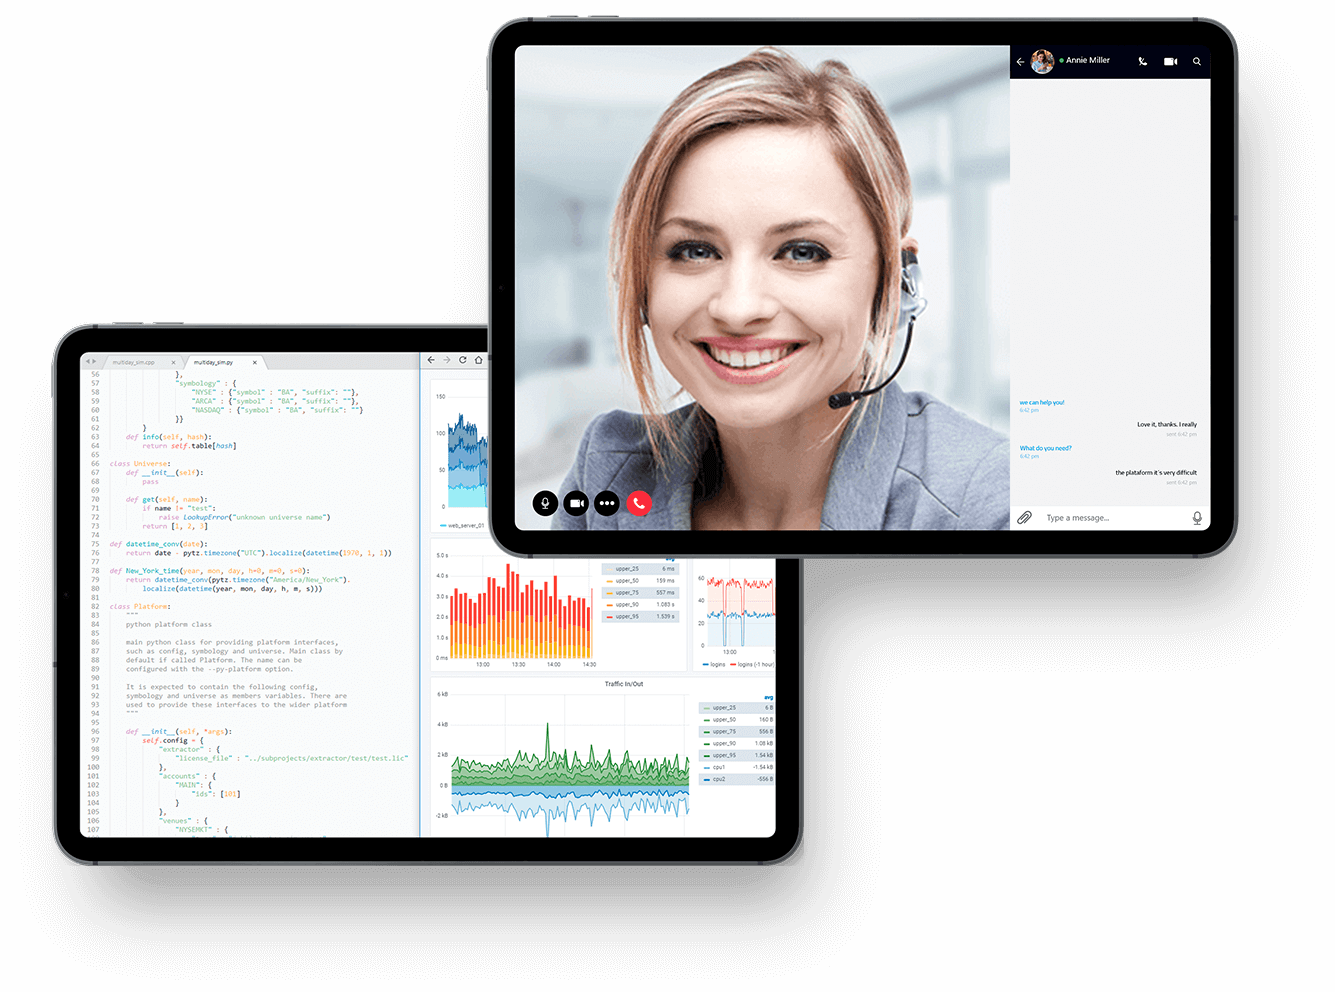 Annie Miller
we can help you!
6:42 pm
Love it, thanks. I really
sent 6:42 pm
What do you need?
6:42 pm
the plataform it´s very difficult
sent 6:42 pm
Type a message...
multiday_sim.cpp
multiday_sim.py
56 },
57 "symbology" : {
58 "NYSE" : {"symbol" : "BA", "suffix": ""},
59 "ARCA" : {"symbol" : "BA", "suffix": ""},
60 "NASDAQ" : {"symbol" : "BA", "suffix": ""}
61 }}
62 }
63 def info(self, hash):
64 return self.table[hash]
65
66 class Universe:
67 def __init__(self):
68 pass
69
70 def get(self, name):
71 if name != "test":
72 raise LookupError("unknown universe name")
73 return [1, 2, 3]
74
75 def datetime_conv(date):
76 return date - pytz.timezone("UTC").localize(datetime(1970, 1, 1))
77
78 def New_York_time(year, mon, day, h=0, m=0, s=0):
79 return datetime_conv(pytz.timezone("America/New_York").
80 localize(datetime(year, mon, day, h, m, s)))
81
82 class Platform:
83 """
84 python platform class
85
86 main python class for providing platform interfaces,
87 such as config, symbology and universe. Main class by
88 default if called Platform. The name can be
89 configured with the --py-platform option.
90
91 It is expected to contain the following config,
92 symbology and universe as members variables. There are
93 used to provide these interfaces to the wider platform
94 """
95
96 def __init__(self, *args):
97 self.config = {
98 "extractor" : {
99 "license_file" : "../subprojects/extractor/test/test.lic"
100 },
101 "accounts" : {
102 "MAIN": {
103 "ids": [101]
104 }
105 },
106 "venues" : {
107 "NYSEMKT" : {
150
100
50
0
web_server_01
5.0 s
4.0 s
3.0 s
2.0 s
1.0 s
0 ms
13:00 13:30 14:00 14:30
avg
upper_25 6 ms
upper_50 159 ms
upper_75 557 ms
upper_90 1.083 s
upper_95 1.539 s
60
40
20
0
13:00 13:30
logins logins (-1 hour)
Traffic In/Out
6 kB
4 kB
2 kB
0 B
-2 kB
avg
upper_25 6 B
upper_50 160 B
upper_75 556 B
upper_90 1.08 kB
upper_95 1.54 kB
cpu1 -1.54 kB
cpu2 -556 B